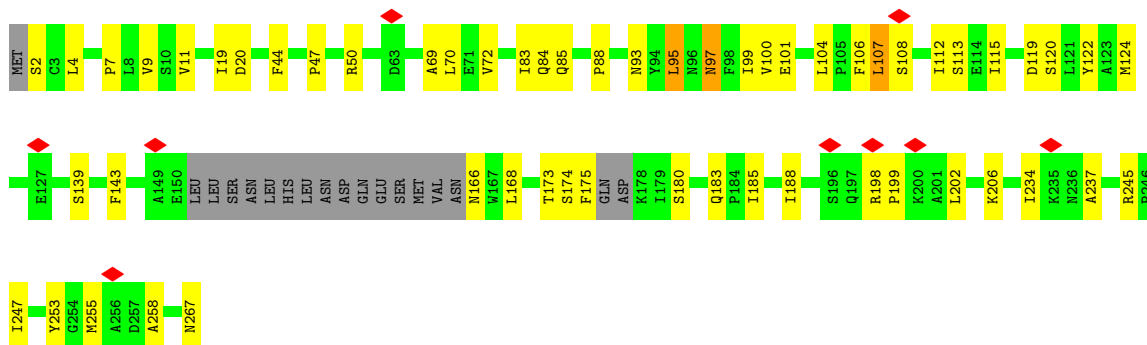 MET S2 C3 L4 P7 L8 V9 S10 V11 I19 D20 F44 P47 R50 D63 A69 L70 E71 V72 I83 Q84 Q85 P88 N93 Y94 L95 N96 N97 F98 I99 V100 E101 L104 P105 F106 L107 S108 I112 S113 E114 I115 D119 S120 L121 Y122 A123 M124
E127 S139 F143 A149 E150 LEU LEU SER ASN LEU HIS LEU ASN ASP GLN GLU SER MET VAL ASN N166 W167 L168 T173 S174 F175 GLN ASP K178 I179 S180 Q183 P184 I185 I188 S196 Q197 R198 P199 K200 A201 L202 K206 I234 K235 N236 A237 R245
I247 Y253 G254 M255 A256 D257 A258 N267